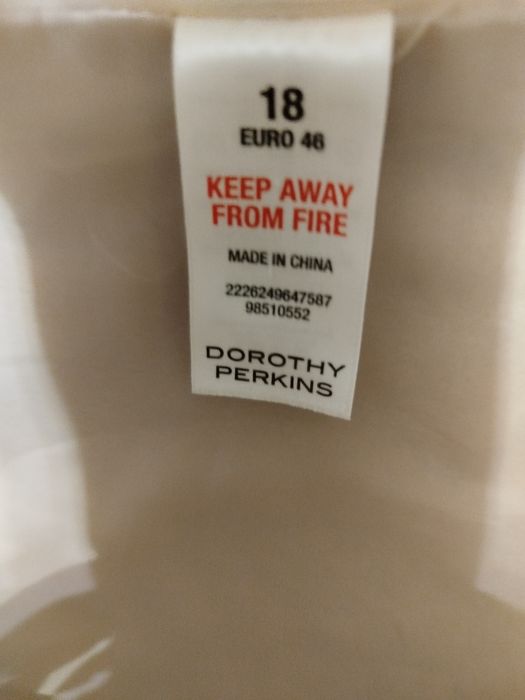 18
EURO 46
KEEP AWAY
FROM FIRE
MADE IN CHINA
2226249647587
98510552
DOROTHY
PERKINS